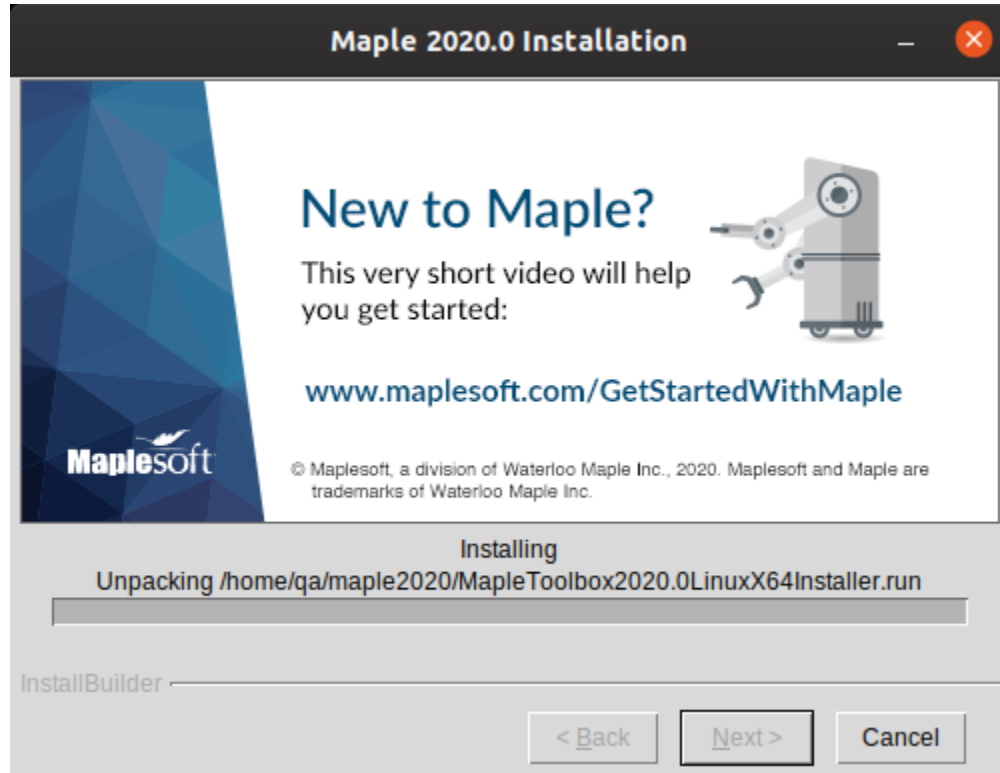 Maple 2020.0 Installation
New to Maple?
This very short video will help
you get started:
www.maplesoft.com/GetStartedWithMaple
Maplesoft
© Maplesoft, a division of Waterloo Maple Inc., 2020. Maplesoft and Maple are
trademarks of Waterloo Maple Inc.
Installing
Unpacking /home/qa/maple2020/MapleToolbox2020.0LinuxX64Installer.run
InstallBuilder
< Back Next > Cancel